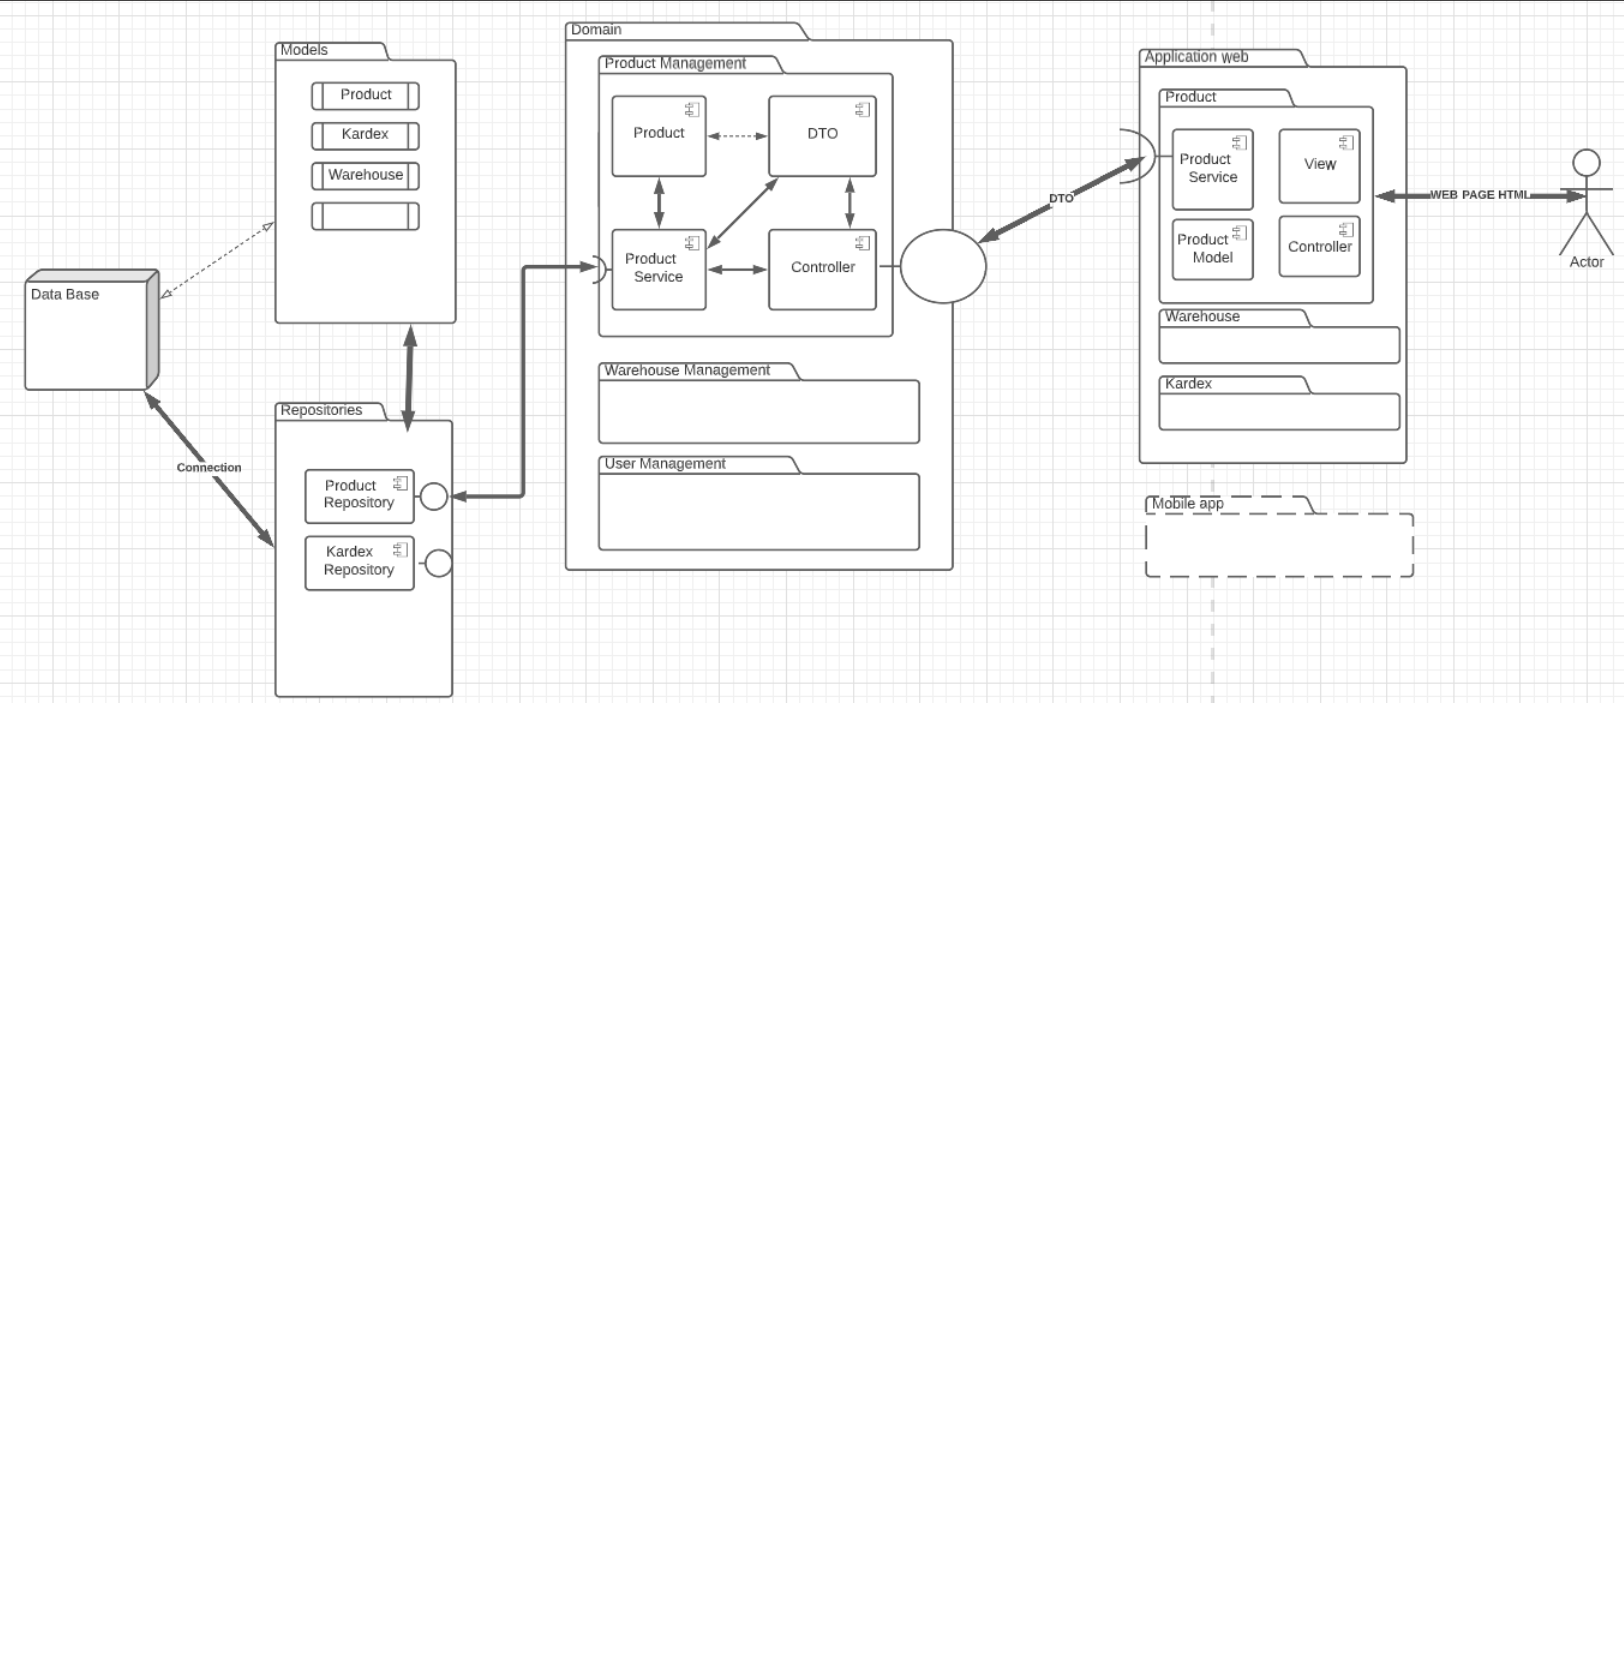 Models
Product
Kardex
Warehouse
Data Base
Connection
Repositories
Product
Repository
Kardex
Repository
Domain
Product Management
Product
DTO
Product
Service
Controller
Warehouse Management
User Management
DTO
Application web
Product
Product
Service
View
Product
Model
Controller
Warehouse
Kardex
Mobile app
WEB PAGE HTML
Actor